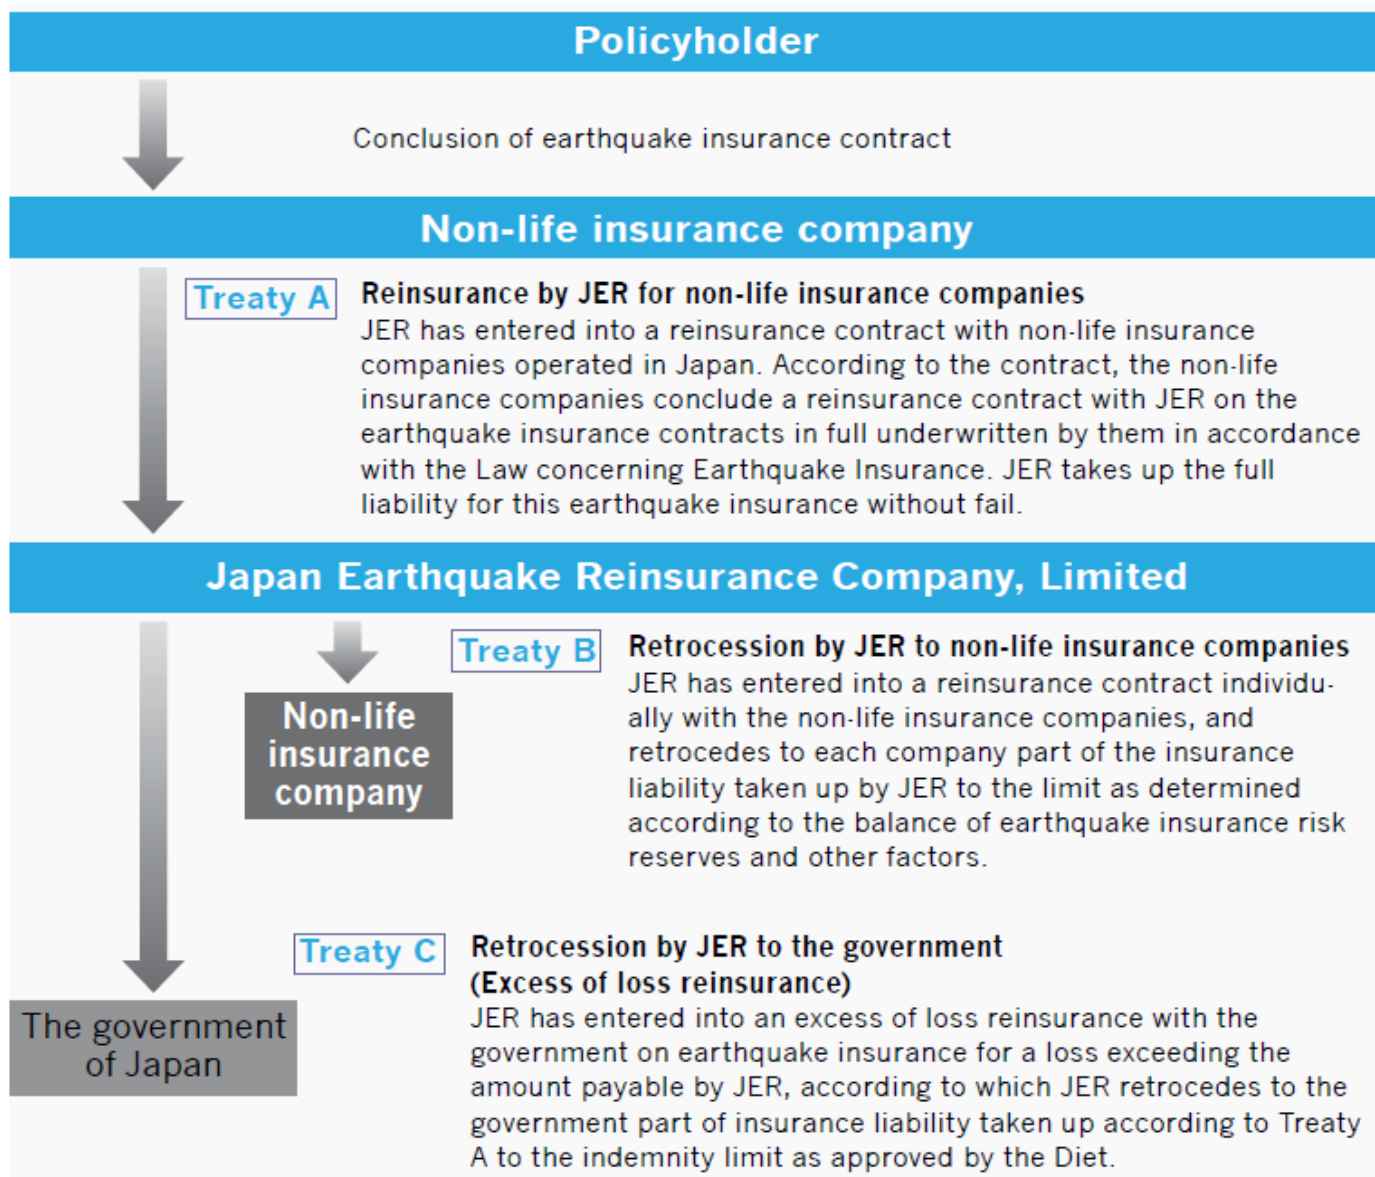 Policyholder
Conclusion of earthquake insurance contract
Non-life insurance company
Treaty A
Reinsurance by JER for non-life insurance companies
JER has entered into a reinsurance contract with non-life insurance
companies operated in Japan. According to the contract, the non-life
insurance companies conclude a reinsurance contract with JER on the
earthquake insurance contracts in full underwritten by them in accordance
with the Law concerning Earthquake Insurance. JER takes up the full
liability for this earthquake insurance without fail.
Japan Earthquake Reinsurance Company, Limited
Non-life
insurance
company
Treaty B
Retrocession by JER to non-life insurance companies
JER has entered into a reinsurance contract individu-
ally with the non-life insurance companies, and
retrocedes to each company part of the insurance
liability taken up by JER to the limit as determined
according to the balance of earthquake insurance risk
reserves and other factors.
Treaty C
Retrocession by JER to the government
(Excess of loss reinsurance)
JER has entered into an excess of loss reinsurance with the
government on earthquake insurance for a loss exceeding the
amount payable by JER, according to which JER retrocedes to the
government part of insurance liability taken up according to Treaty
A to the indemnity limit as approved by the Diet.
The government
of Japan